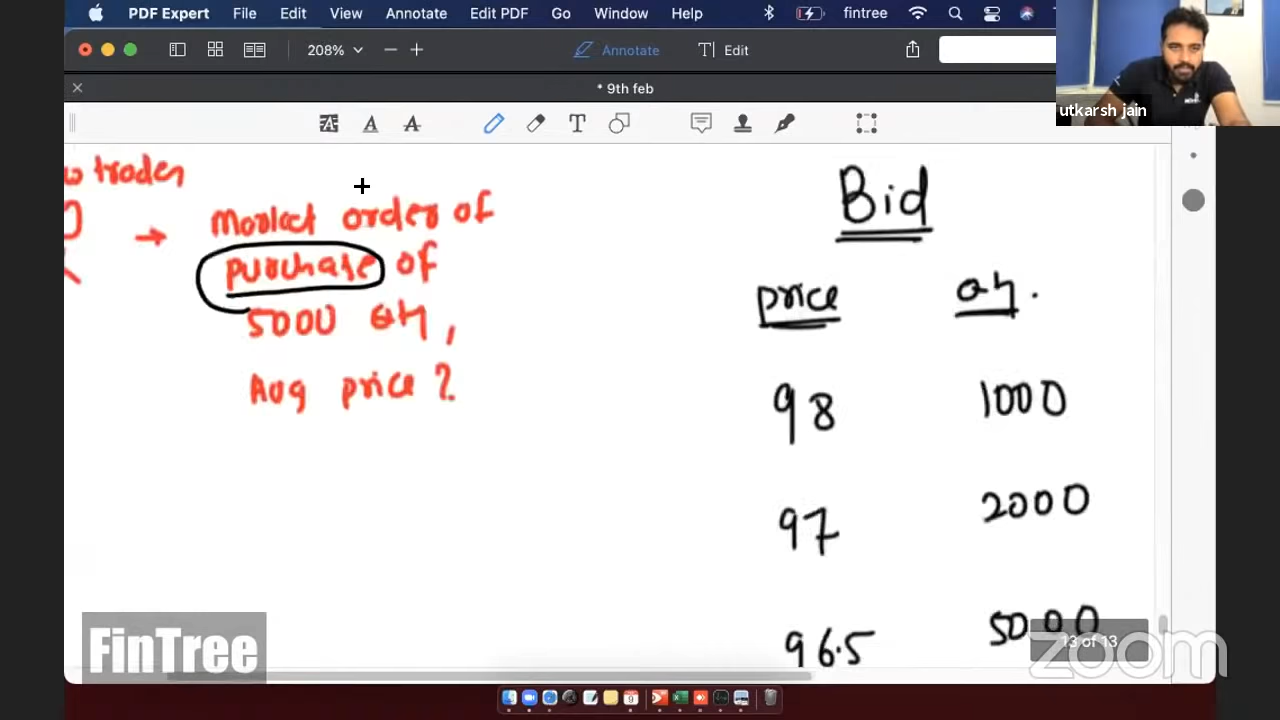 PDF Expert File Edit View Annotate Edit PDF Go Window Help fintree
208% Annotate T Edit
utkarsh jain
* 9th feb
trader
Market order of
purchase of
5000 Qty,
Avg price ?
Bid
price Qty.
98 1000
97 2000
96.5 5000
13 of 13
FinTree
zoom